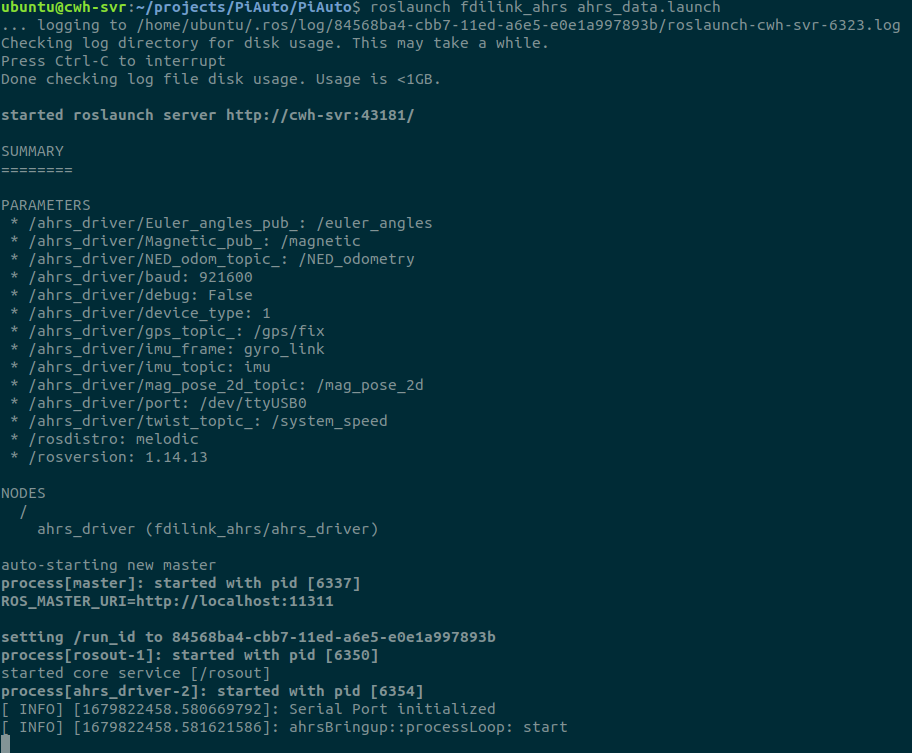 ubuntu@cwh-svr:~/projects/PiAuto/PiAuto$ roslaunch fdilink_ahrs ahrs_data.launch
... logging to /home/ubuntu/.ros/log/84568ba4-cbb7-11ed-a6e5-e0e1a997893b/roslaunch-cwh-svr-6323.log
Checking log directory for disk usage. This may take a while.
Press Ctrl-C to interrupt
Done checking log file disk usage. Usage is <1GB.

started roslaunch server http://cwh-svr:43181/

SUMMARY
========

PARAMETERS
 * /ahrs_driver/Euler_angles_pub_: /euler_angles
 * /ahrs_driver/Magnetic_pub_: /magnetic
 * /ahrs_driver/NED_odom_topic_: /NED_odometry
 * /ahrs_driver/baud: 921600
 * /ahrs_driver/debug: False
 * /ahrs_driver/device_type: 1
 * /ahrs_driver/gps_topic_: /gps/fix
 * /ahrs_driver/imu_frame: gyro_link
 * /ahrs_driver/imu_topic: imu
 * /ahrs_driver/mag_pose_2d_topic: /mag_pose_2d
 * /ahrs_driver/port: /dev/ttyUSB0
 * /ahrs_driver/twist_topic_: /system_speed
 * /rosdistro: melodic
 * /rosversion: 1.14.13

NODES
  /
    ahrs_driver (fdilink_ahrs/ahrs_driver)

auto-starting new master
process[master]: started with pid [6337]
ROS_MASTER_URI=http://localhost:11311

setting /run_id to 84568ba4-cbb7-11ed-a6e5-e0e1a997893b
process[rosout-1]: started with pid [6350]
started core service [/rosout]
process[ahrs_driver-2]: started with pid [6354]
[ INFO] [1679822458.580669792]: Serial Port initialized
[ INFO] [1679822458.581621586]: ahrsBringup::processLoop: start